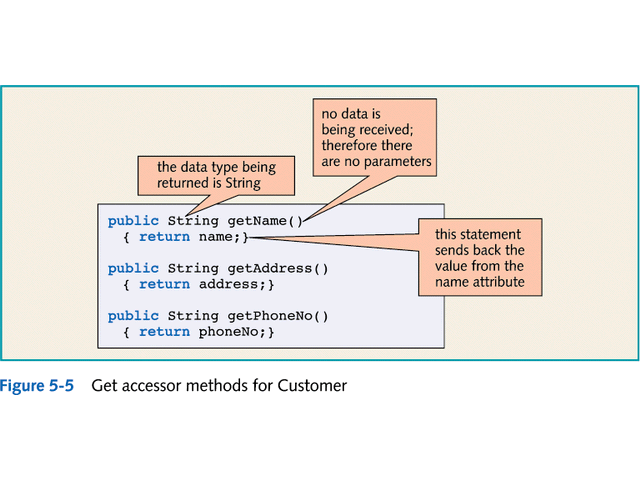 no data is
being received;
therefore there
are no parameters
the data type being
returned is String
public String getName()
{ return name;}
this statement
sends back the
value from the
name attribute
public String getAddress()
{ return address;}
public String getPhoneNo()
{ return phoneNo;}
Figure 5-5 Get accessor methods for Customer